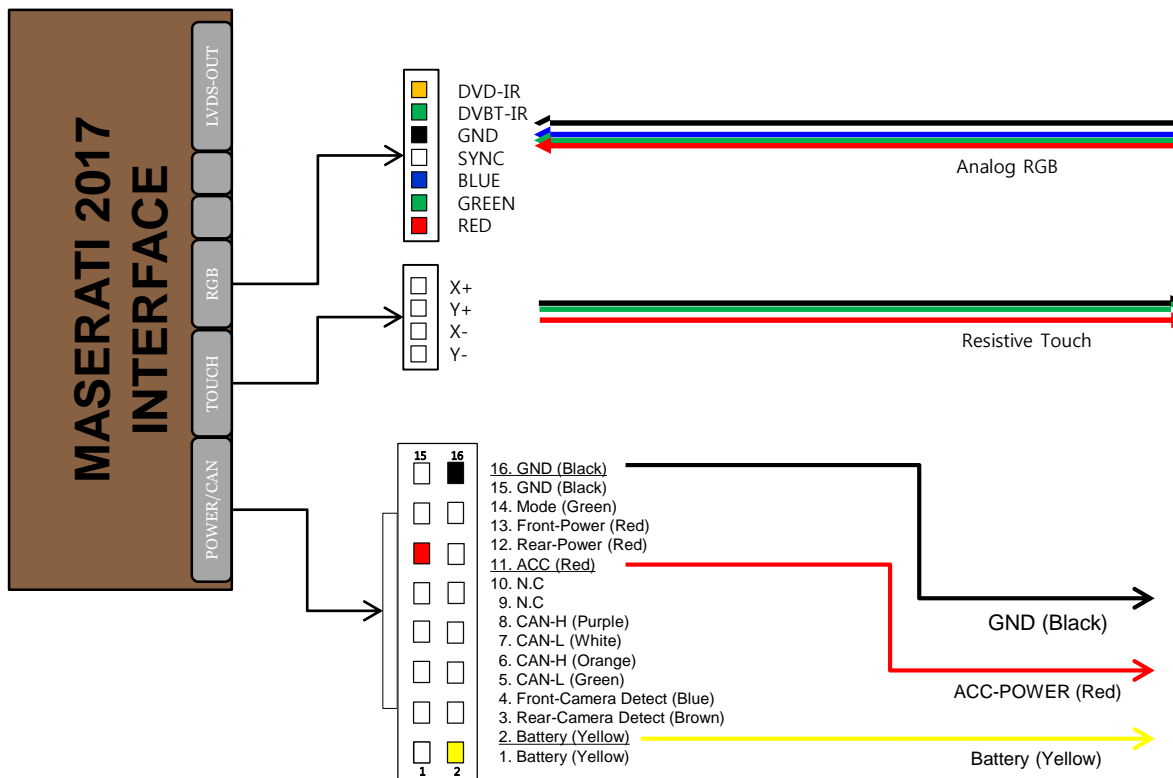 MASERATI 2017
INTERFACE
LVDS-OUT
RGB
TOUCH
POWER/CAN
DVD-IR
DVBT-IR
GND
SYNC
BLUE
GREEN
RED
Analog RGB
X+
Y+
X-
Y-
Resistive Touch
15 16
16. GND (Black)
15. GND (Black)
14. Mode (Green)
13. Front-Power (Red)
12. Rear-Power (Red)
11. ACC (Red)
10. N.C
9. N.C
8. CAN-H (Purple)
7. CAN-L (White)
6. CAN-H (Orange)
5. CAN-L (Green)
4. Front-Camera Detect (Blue)
3. Rear-Camera Detect (Brown)
2. Battery (Yellow)
1. Battery (Yellow)
1 2
GND (Black)
ACC-POWER (Red)
Battery (Yellow)